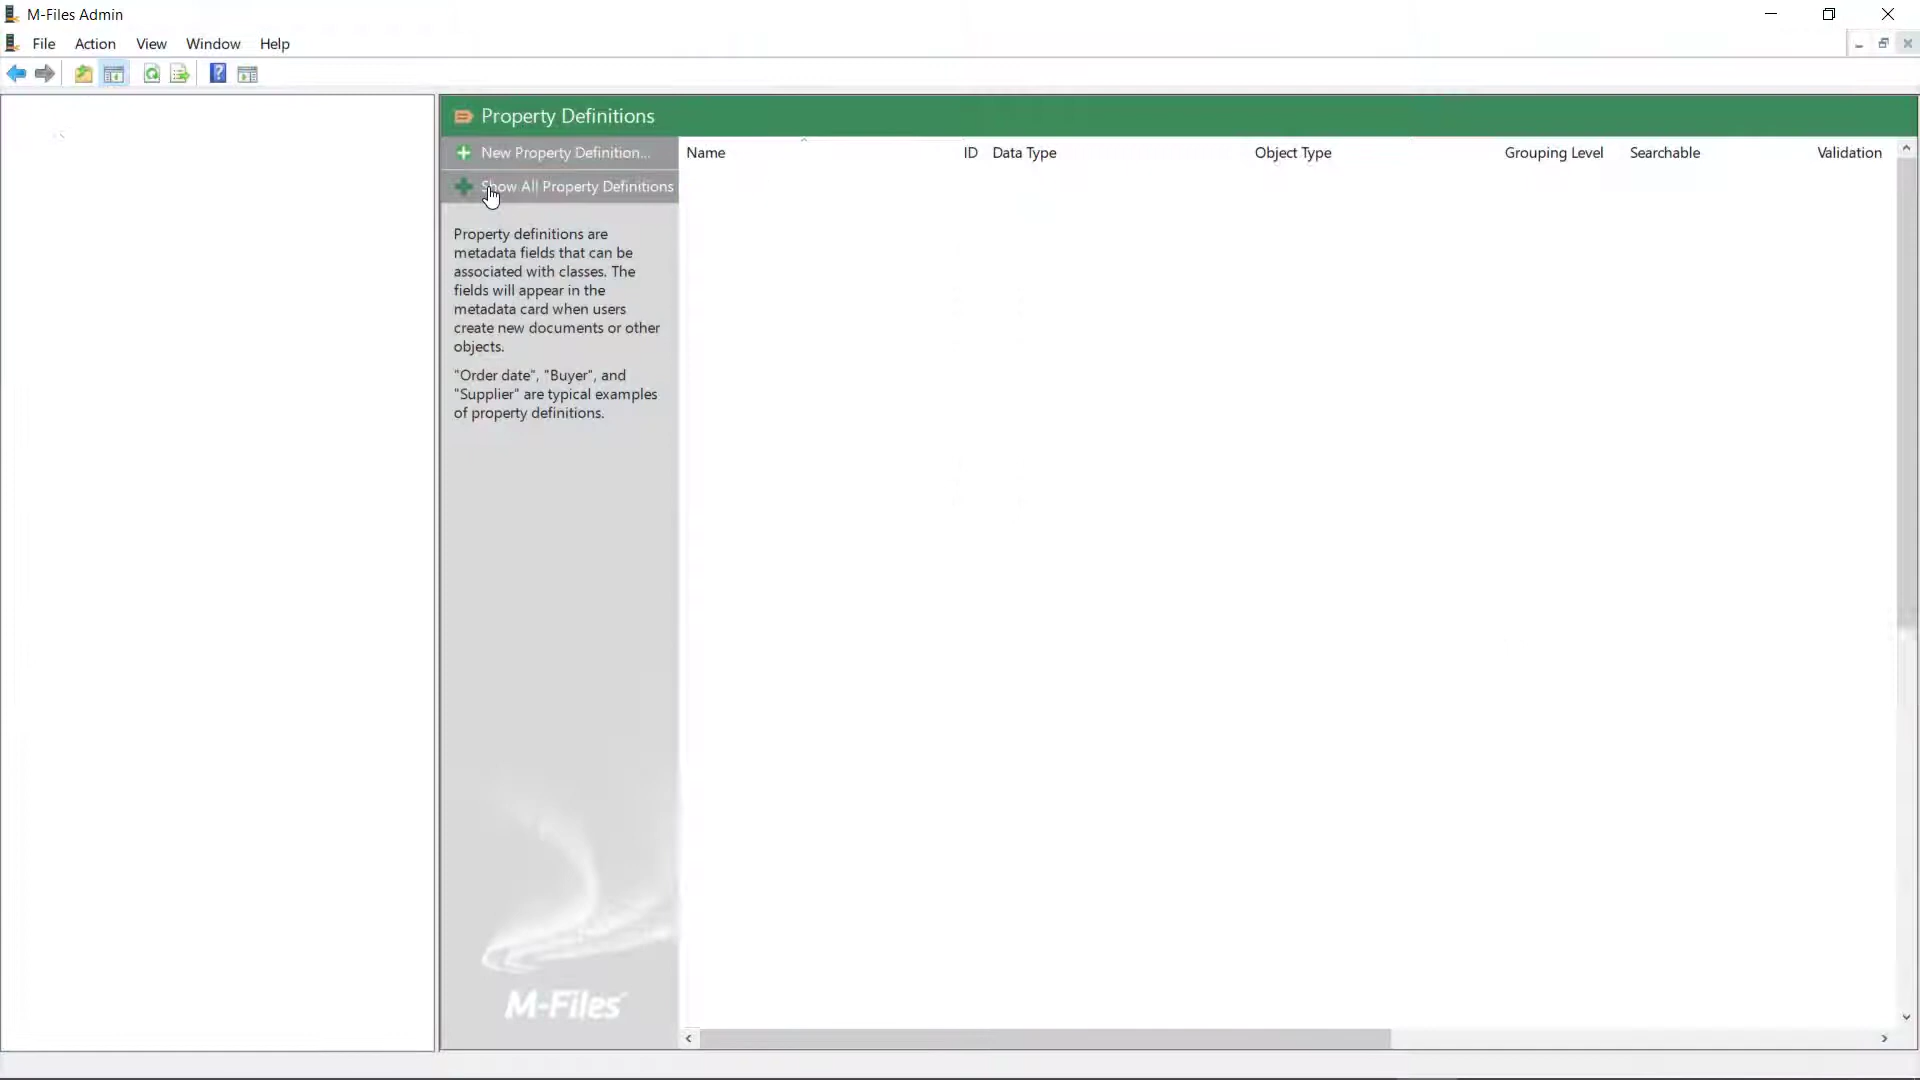 M-Files Admin
File Action View Window Help
Property Definitions
New Property Definition...
Show All Property Definitions
Name ID Data Type Object Type Grouping Level Searchable Validation
Property definitions are
metadata fields that can be
associated with classes. The
fields will appear in the
metadata card when users
create new documents or other
objects.
"Order date", "Buyer", and
"Supplier" are typical examples
of property definitions.
M-Files